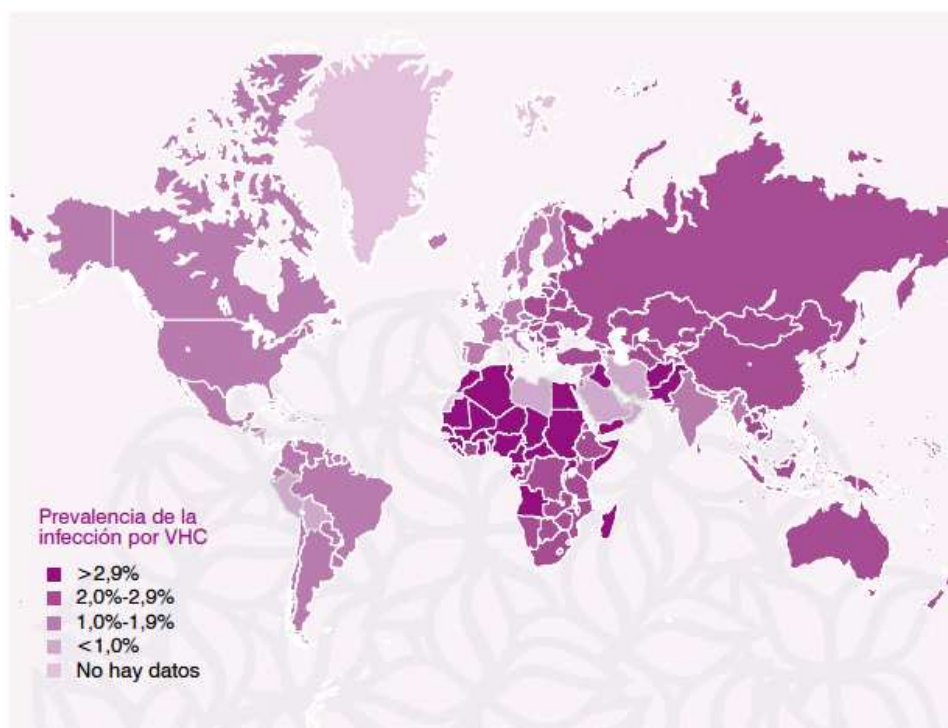 Prevalencia de la
infección por VHC
>2,9%
2,0%-2,9%
1,0%-1,9%
<1,0%
No hay datos